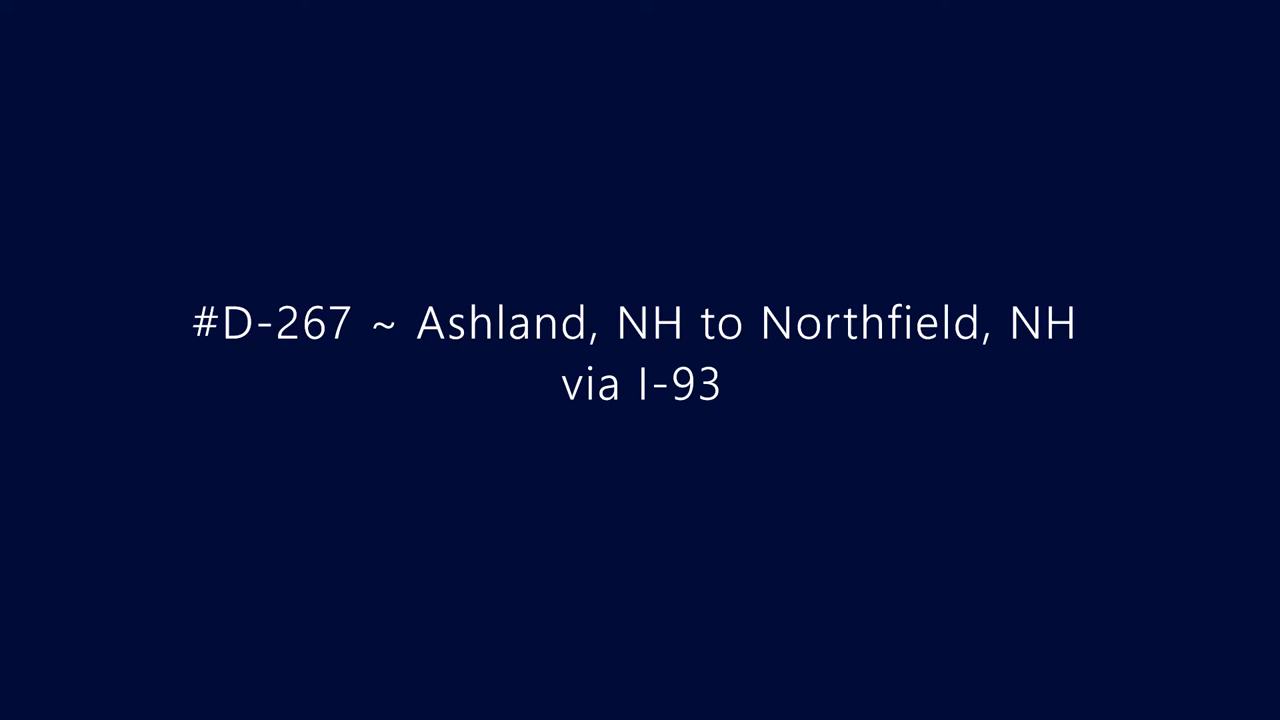 #D-267 ~ Ashland, NH to Northfield, NH
via I-93